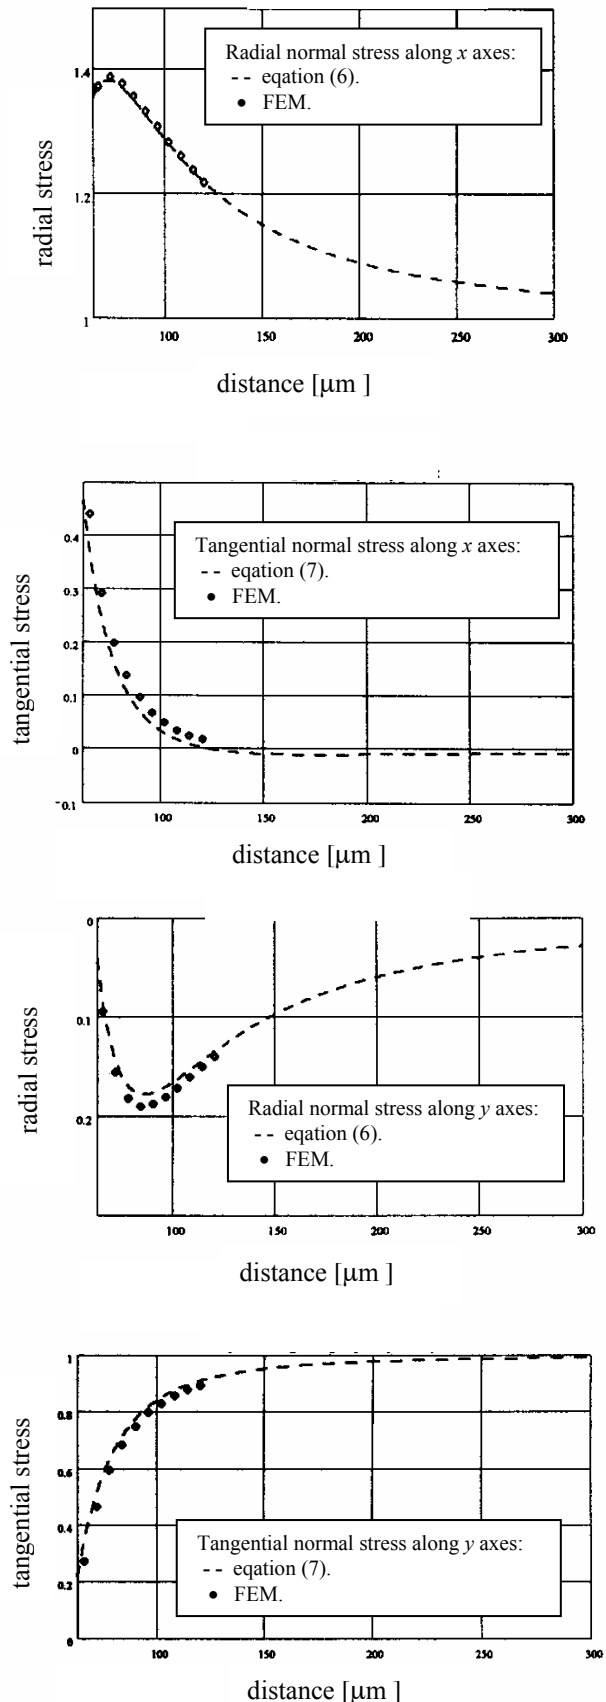 1.4
1.2
1
radial stress
Radial normal stress along x axes:
-- eqation (6).
● FEM.
100 150 200 250 300
distance [μm ]
0.4
0.3
0.2
0.1
0
-0.1
tangential stress
Tangential normal stress along x axes:
-- eqation (7).
● FEM.
100 150 200 250 300
distance [μm ]
0
0.1
0.2
radial stress
Radial normal stress along y axes:
-- eqation (6).
● FEM.
100 150 200 250 300
distance [μm ]
1
0.8
0.6
0.4
0.2
0
tangential stress
Tangential normal stress along y axes:
-- eqation (7).
● FEM.
100 150 200 250 300
distance [μm ]